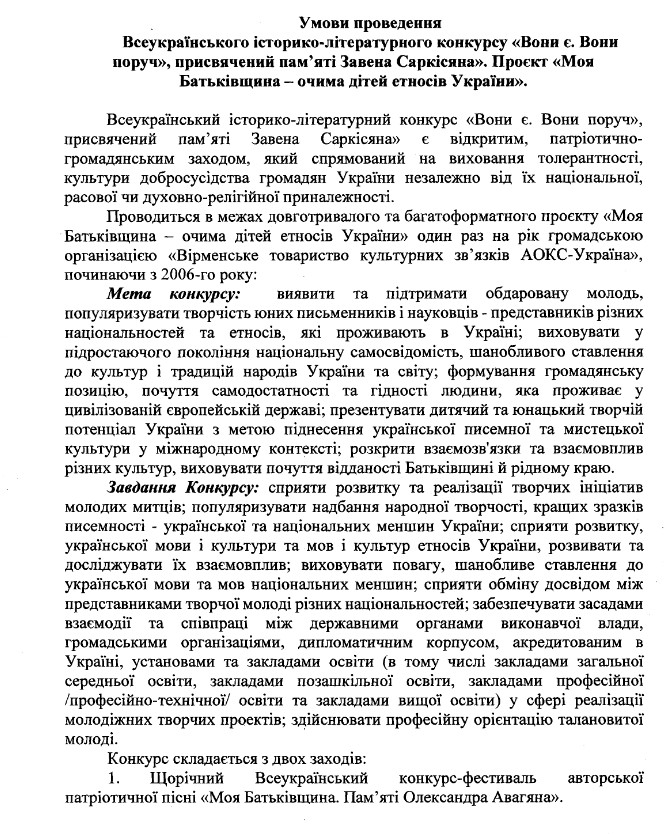 Умови проведення
Всеукраїнського історико-літературного конкурсу «Вони є. Вони
поруч», присвячений пам’яті Завена Саркісяна». Проєкт «Моя
Батьківщина – очима дітей етносів України».
Всеукраїнський історико-літературний конкурс «Вони є. Вони поруч»,
присвячений пам’яті Завена Саркісяна» є відкритим, патріотично-
громадянським заходом, який спрямований на виховання толерантності,
культури добросусідства громадян України незалежно від їх національної,
расової чи духовно-релігійної приналежності.
Проводиться в межах довготривалого та багатоформатного проєкту «Моя
Батьківщина – очима дітей етносів України» один раз на рік громадською
організацією «Вірменське товариство культурних зв’язків АОКС-Україна»,
починаючи з 2006-го року:
Мета конкурсу: виявити та підтримати обдаровану молодь,
популяризувати творчість юних письменників і науковців - представників різних
національностей та етносів, які проживають в Україні; виховувати у
підростаючого покоління національну самосвідомість, шанобливого ставлення
до культур і традицій народів України та світу; формування громадянську
позицію, почуття самодостатності та гідності людини, яка проживає у
цивілізованій європейській державі; презентувати дитячий та юнацький творчій
потенціал України з метою піднесення української писемної та мистецької
культури у міжнародному контексті; розкрити взаємозв'язки та взаємовплив
різних культур, виховувати почуття відданості Батьківщині й рідному краю.
Завдання Конкурсу: сприяти розвитку та реалізації творчих ініціатив
молодих митців; популяризувати надбання народної творчості, кращих зразків
писемності - української та національних меншин України; сприяти розвитку,
української мови і культури та мов і культур етносів України, розвивати та
досліджувати їх взаємовплив; виховувати повагу, шанобливе ставлення до
української мови та мов національних меншин; сприяти обміну досвідом між
представниками творчої молоді різних національностей; забезпечувати засади
взаємодії та співпраці між державними органами виконавчої влади,
громадськими організаціями, дипломатичним корпусом, акредитованим в
Україні, установами та закладами освіти (в тому числі закладами загальної
середньої освіти, закладами позашкільної освіти, закладами професійної
/професійно-технічної/ освіти та закладами вищої освіти) у сфері реалізації
молодіжних творчих проектів; здійснювати професійну орієнтацію талановитої
молоді.
Конкурс складається з двох заходів:
1. Щорічний Всеукраїнський конкурс-фестиваль авторської
патріотичної пісні «Моя Батьківщина. Пам’яті Олександра Авагяна».